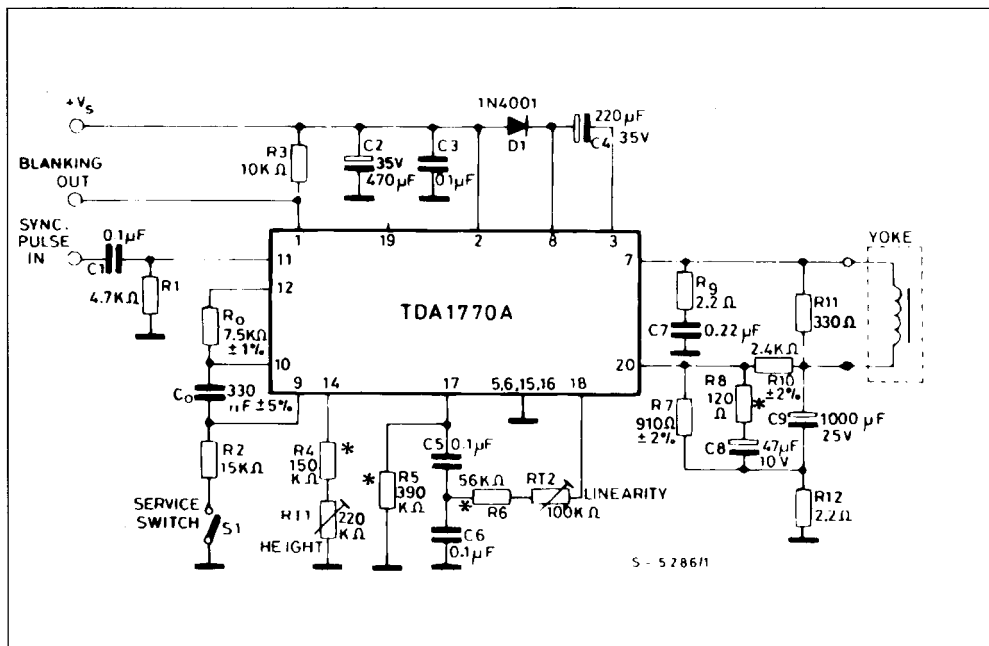 +Vs
1N4001
D1
220µF
35V
C4
R3
10KΩ
C2
35V
470µF
C3
0.1µF
BLANKING
OUT
SYNC.
PULSE
IN
0.1µF
C1
4.7KΩ
R1
1
19
2
8
3
11
12
10
9
14
17
5,6,15,16
18
7
20
TDA1770A
YOKE
Ro
7.5KΩ
±1%
Co
330
nF ±5%
R2
15KΩ
SERVICE
SWITCH
S1
R4
150
KΩ
*
RT1
220
KΩ
HEIGHT
*
R5
390
KΩ
C5
0.1µF
56KΩ
*
R6
RT2
100KΩ
LINEARITY
C6
0.1µF
R9
2.2Ω
C7
0.22µF
R11
330Ω
2.4KΩ
R10
±2%
R7
910Ω
±2%
R8
120
Ω
*
C8
47µF
10V
C9
1000µF
25V
R12
2.2Ω
S - 5286/1